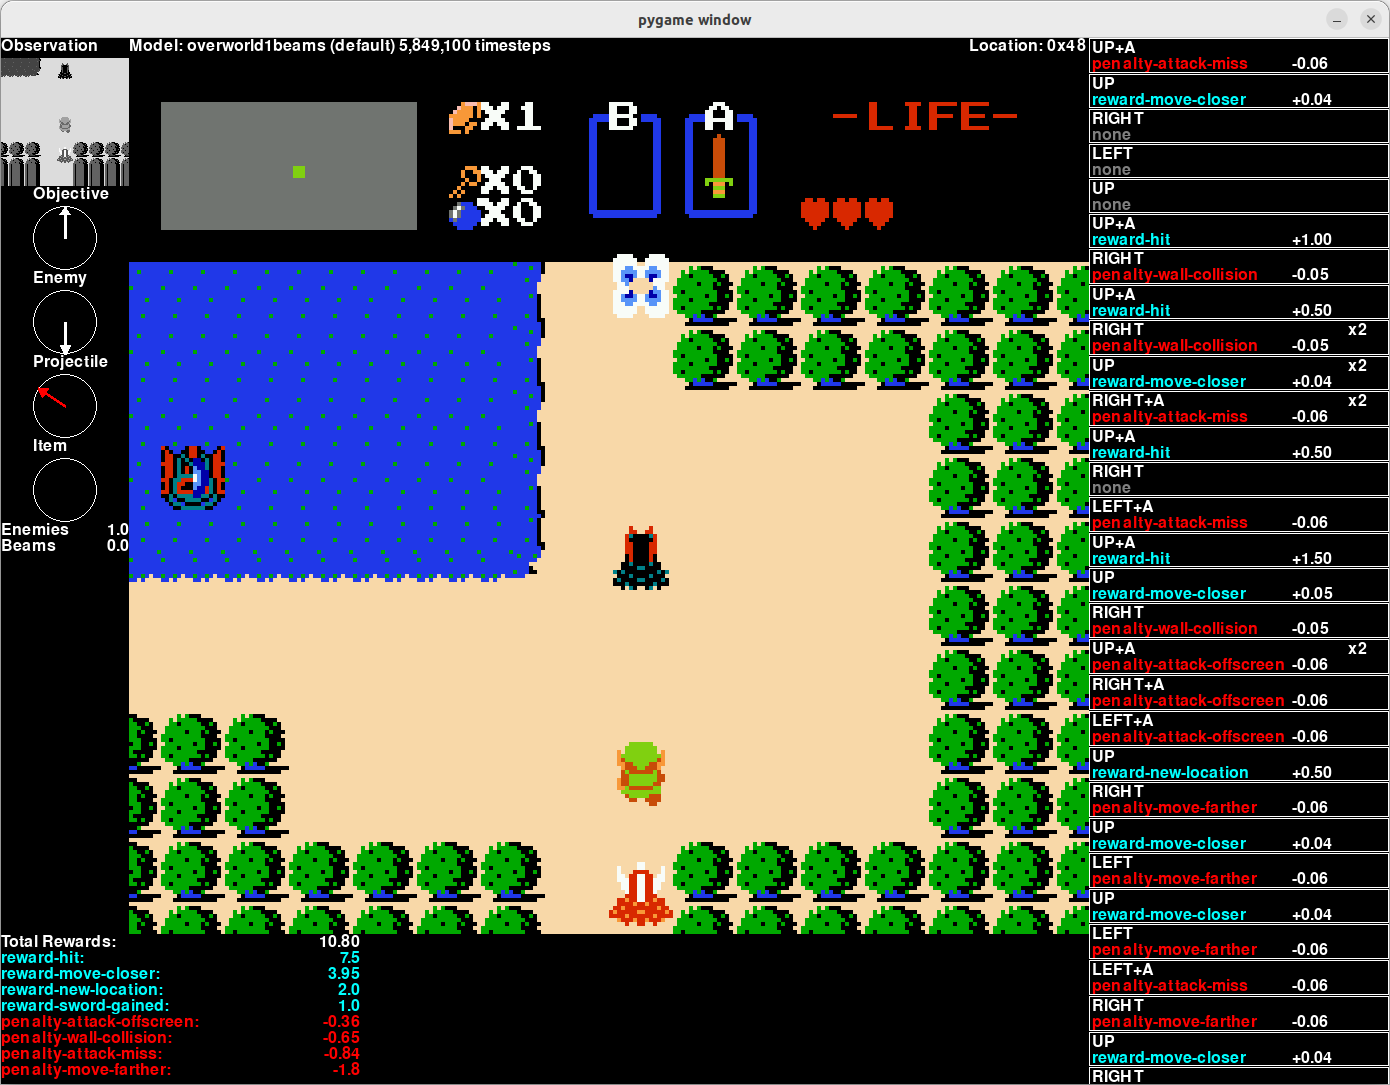 pygame window
Observation
Model: overworld1beams (default) 5,849,100 timesteps
Location: 0x48
Objective
Enemy
Projectile
Item
Enemies 1.0
Beams 0.0
X1
X0
X0
B
A
-LIFE-
UP+A
penalty-attack-miss -0.06
UP
reward-move-closer +0.04
RIGHT
none
LEFT
none
UP
none
UP+A
reward-hit +1.00
RIGHT
penalty-wall-collision -0.05
UP+A
reward-hit +0.50
RIGHT x2
penalty-wall-collision -0.05
UP x2
reward-move-closer +0.04
RIGHT+A x2
penalty-attack-miss -0.06
UP+A
reward-hit +0.50
RIGHT
none
LEFT+A
penalty-attack-miss -0.06
UP+A
reward-hit +1.50
UP
reward-move-closer +0.05
RIGHT
penalty-wall-collision -0.05
UP+A x2
penalty-attack-offscreen -0.06
RIGHT+A
penalty-attack-offscreen -0.06
LEFT+A
penalty-attack-offscreen -0.06
UP
reward-new-location +0.50
RIGHT
penalty-move-farther -0.06
UP
reward-move-closer +0.04
LEFT
penalty-move-farther -0.06
UP
reward-move-closer +0.04
LEFT
penalty-move-farther -0.06
LEFT+A
penalty-attack-miss -0.06
RIGHT
penalty-move-farther -0.06
UP
reward-move-closer +0.04
RIGHT
Total Rewards: 10.80
reward-hit: 7.5
reward-move-closer: 3.95
reward-new-location: 2.0
reward-sword-gained: 1.0
penalty-attack-offscreen: -0.36
penalty-wall-collision: -0.65
penalty-attack-miss: -0.84
penalty-move-farther: -1.8